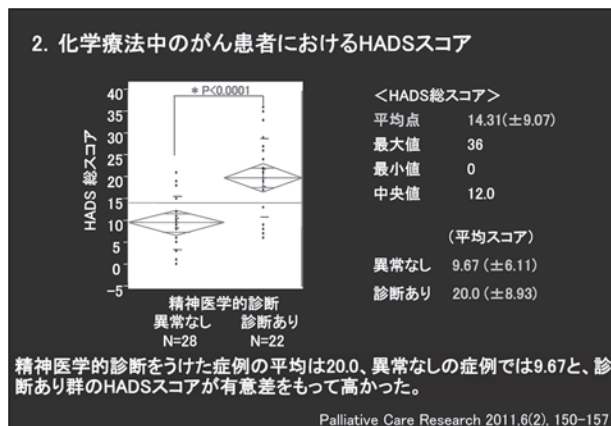 2. 化学療法中のがん患者におけるHADSスコア
* P<0.0001
40
35
30
25
20
15
10
5
0
-5
HADS 総スコア
精神医学的診断
異常なし 診断あり
N=28 N=22
<HADS総スコア>
平均点 14.31(±9.07)
最大値 36
最小値 0
中央値 12.0
(平均スコア)
異常なし 9.67 (±6.11)
診断あり 20.0 (±8.93)
精神医学的診断をうけた症例の平均は20.0、異常なしの症例では9.67と、診
断あり群のHADSスコアが有意差をもって高かった。
Palliative Care Research 2011,6(2), 150-157